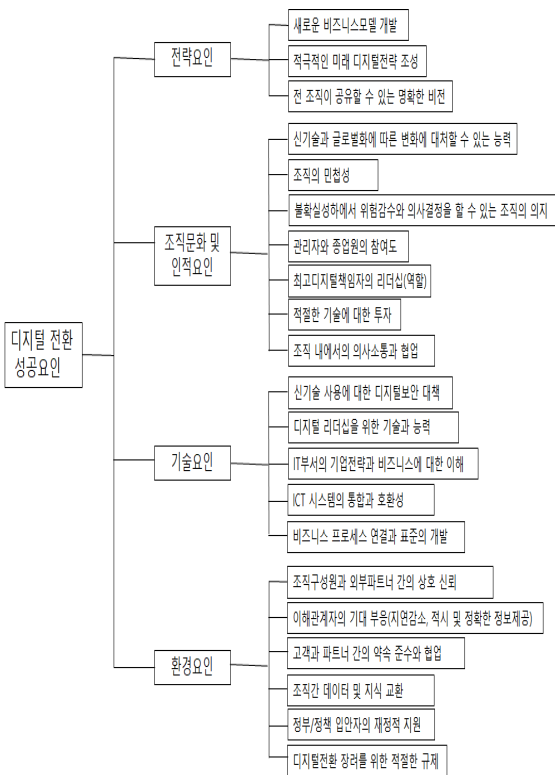 디지털 전환
성공요인
전략요인
새로운 비즈니스모델 개발
적극적인 미래 디지털전략 조성
전 조직이 공유할 수 있는 명확한 비전
조직문화 및
인적요인
신기술과 글로벌화에 따른 변화에 대처할 수 있는 능력
조직의 민첩성
불확실성하에서 위험감수와 의사결정을 할 수 있는 조직의 의지
관리자와 종업원의 참여도
최고디지털책임자의 리더십(역할)
적절한 기술에 대한 투자
조직 내에서의 의사소통과 협업
기술요인
신기술 사용에 대한 디지털보안 대책
디지털 리더십을 위한 기술과 능력
IT부서의 기업전략과 비즈니스에 대한 이해
ICT 시스템의 통합과 호환성
비즈니스 프로세스 연결과 표준의 개발
환경요인
조직구성원과 외부파트너 간의 상호 신뢰
이해관계자의 기대 부응(지연감소, 적시 및 정확한 정보제공)
고객과 파트너 간의 약속 준수와 협업
조직간 데이터 및 지식 교환
정부/정책 입안자의 재정적 지원
디지털전환 장려를 위한 적절한 규제